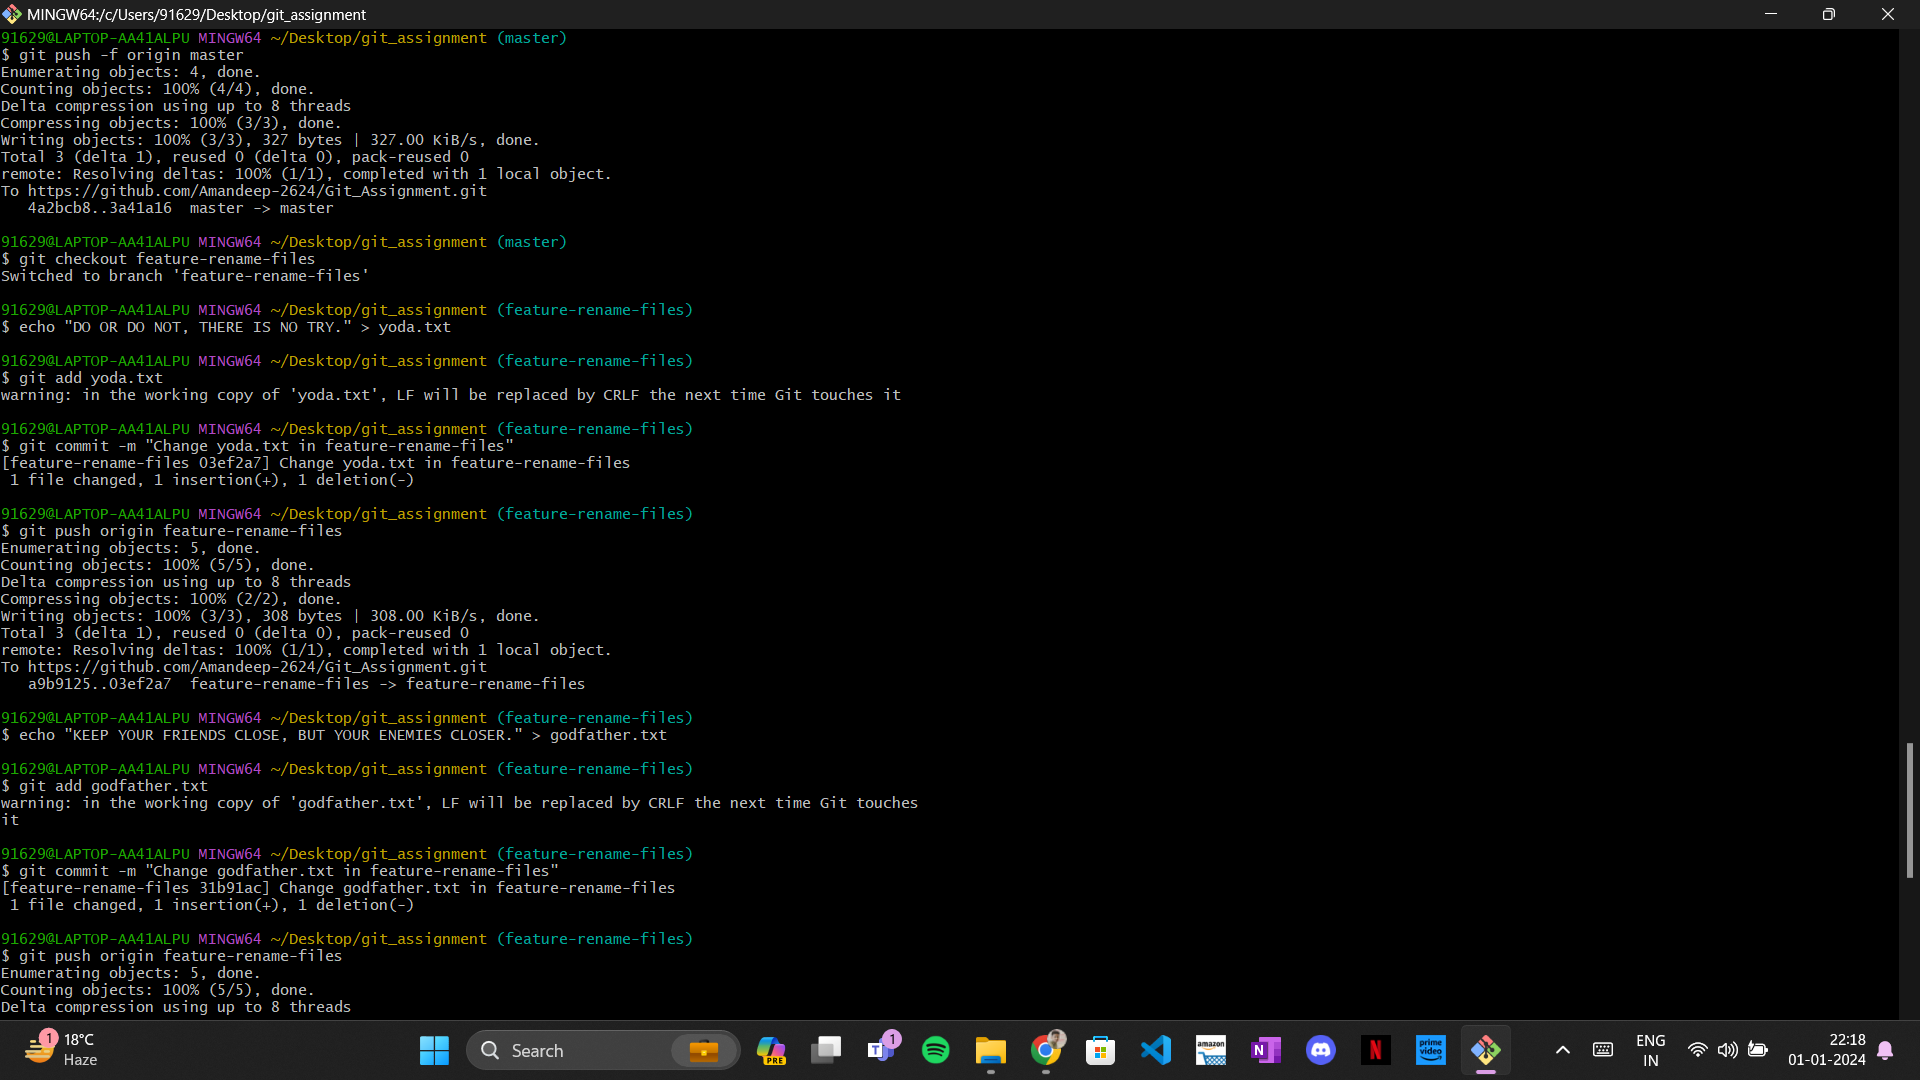 MINGW64:/c/Users/91629/Desktop/git_assignment
91629@LAPTOP-AA41ALPU MINGW64 ~/Desktop/git_assignment (master)
$ git push -f origin master
Enumerating objects: 4, done.
Counting objects: 100% (4/4), done.
Delta compression using up to 8 threads
Compressing objects: 100% (3/3), done.
Writing objects: 100% (3/3), 327 bytes | 327.00 KiB/s, done.
Total 3 (delta 1), reused 0 (delta 0), pack-reused 0
remote: Resolving deltas: 100% (1/1), completed with 1 local object.
To https://github.com/Amandeep-2624/Git_Assignment.git
   4a2bcb8..3a41a16  master -> master
91629@LAPTOP-AA41ALPU MINGW64 ~/Desktop/git_assignment (master)
$ git checkout feature-rename-files
Switched to branch 'feature-rename-files'
91629@LAPTOP-AA41ALPU MINGW64 ~/Desktop/git_assignment (feature-rename-files)
$ echo "DO OR DO NOT, THERE IS NO TRY." > yoda.txt
91629@LAPTOP-AA41ALPU MINGW64 ~/Desktop/git_assignment (feature-rename-files)
$ git add yoda.txt
warning: in the working copy of 'yoda.txt', LF will be replaced by CRLF the next time Git touches it
91629@LAPTOP-AA41ALPU MINGW64 ~/Desktop/git_assignment (feature-rename-files)
$ git commit -m "Change yoda.txt in feature-rename-files"
[feature-rename-files 03ef2a7] Change yoda.txt in feature-rename-files
 1 file changed, 1 insertion(+), 1 deletion(-)
91629@LAPTOP-AA41ALPU MINGW64 ~/Desktop/git_assignment (feature-rename-files)
$ git push origin feature-rename-files
Enumerating objects: 5, done.
Counting objects: 100% (5/5), done.
Delta compression using up to 8 threads
Compressing objects: 100% (2/2), done.
Writing objects: 100% (3/3), 308 bytes | 308.00 KiB/s, done.
Total 3 (delta 1), reused 0 (delta 0), pack-reused 0
remote: Resolving deltas: 100% (1/1), completed with 1 local object.
To https://github.com/Amandeep-2624/Git_Assignment.git
   a9b9125..03ef2a7  feature-rename-files -> feature-rename-files
91629@LAPTOP-AA41ALPU MINGW64 ~/Desktop/git_assignment (feature-rename-files)
$ echo "KEEP YOUR FRIENDS CLOSE, BUT YOUR ENEMIES CLOSER." > godfather.txt
91629@LAPTOP-AA41ALPU MINGW64 ~/Desktop/git_assignment (feature-rename-files)
$ git add godfather.txt
warning: in the working copy of 'godfather.txt', LF will be replaced by CRLF the next time Git touches
it
91629@LAPTOP-AA41ALPU MINGW64 ~/Desktop/git_assignment (feature-rename-files)
$ git commit -m "Change godfather.txt in feature-rename-files"
[feature-rename-files 31b91ac] Change godfather.txt in feature-rename-files
 1 file changed, 1 insertion(+), 1 deletion(-)
91629@LAPTOP-AA41ALPU MINGW64 ~/Desktop/git_assignment (feature-rename-files)
$ git push origin feature-rename-files
Enumerating objects: 5, done.
Counting objects: 100% (5/5), done.
Delta compression using up to 8 threads
1
18°C
Haze
Search
PRE
T
1
amazon
N
N
prime
video
ENG
IN
22:18
01-01-2024